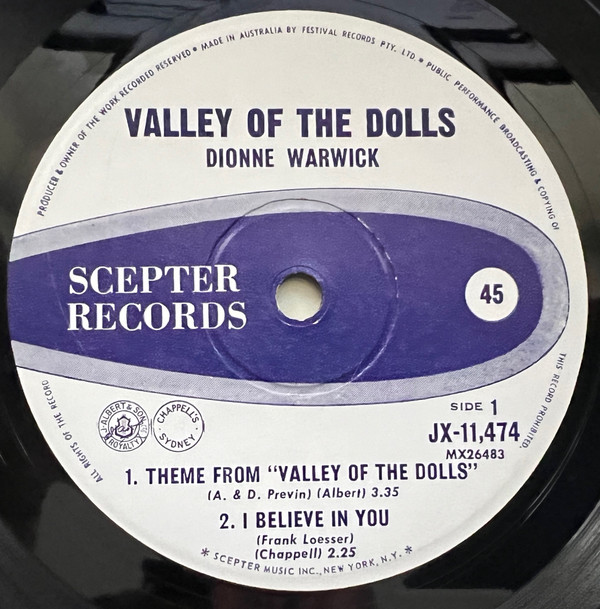 PRODUCER & OWNER OF THE WORK RECORDED RESERVED * MADE IN AUSTRALIA BY FESTIVAL RECORDS PTY. LTD. * PUBLIC PERFORMANCE BROADCASTING & COPYING OF
THIS RECORD PROHIBITED.
ALL RIGHTS OF THE RECORD
VALLEY OF THE DOLLS
DIONNE WARWICK
SCEPTER
RECORDS
45
ALBERT & SON
ROYALTY
CHAPPELL'S
SYDNEY
SIDE 1
JX-11,474
MX26483
1. THEME FROM "VALLEY OF THE DOLLS"
(A. & D. Previn) (Albert) 3.35
2. I BELIEVE IN YOU
(Frank Loesser)
(Chappell) 2.25
* SCEPTER MUSIC INC., NEW YORK, N.Y. *